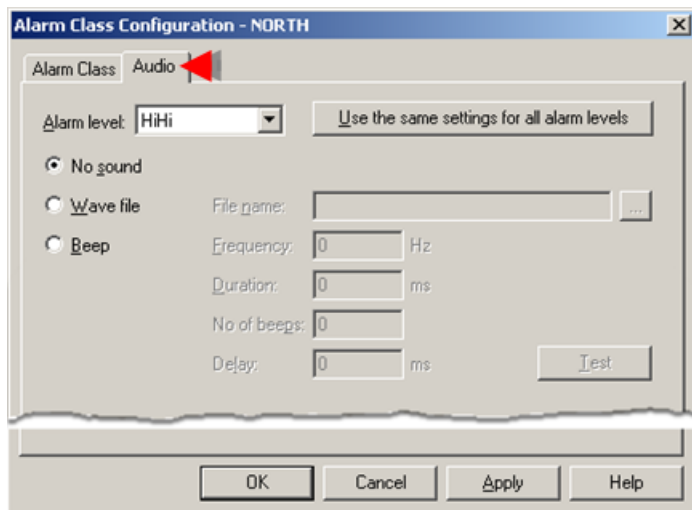 Alarm Class Configuration - NORTH
Alarm Class Audio
Alarm level: HiHi Use the same settings for all alarm levels
No sound
Wave file File name: ...
Beep Frequency: 0 Hz
Duration: 0 ms
No of beeps: 0
Delay: 0 ms Test
OK Cancel Apply Help